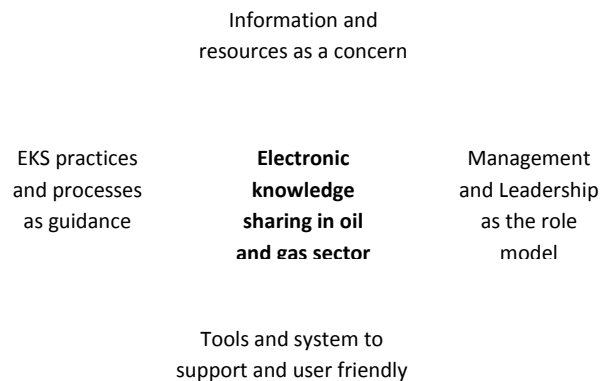 Information and
resources as a concern
EKS practices
and processes
as guidance
Electronic
knowledge
sharing in oil
and gas sector
Management
and Leadership
as the role
model
Tools and system to
support and user friendly